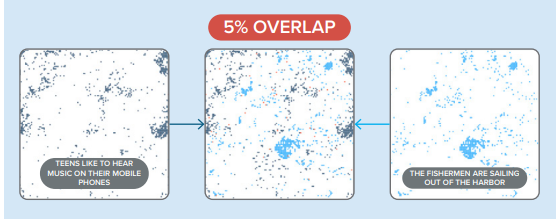 5% OVERLAP
TEENS LIKE TO HEAR
MUSIC ON THEIR MOBILE
PHONES
THE FISHERMEN ARE SAILING
OUT OF THE HARBOR